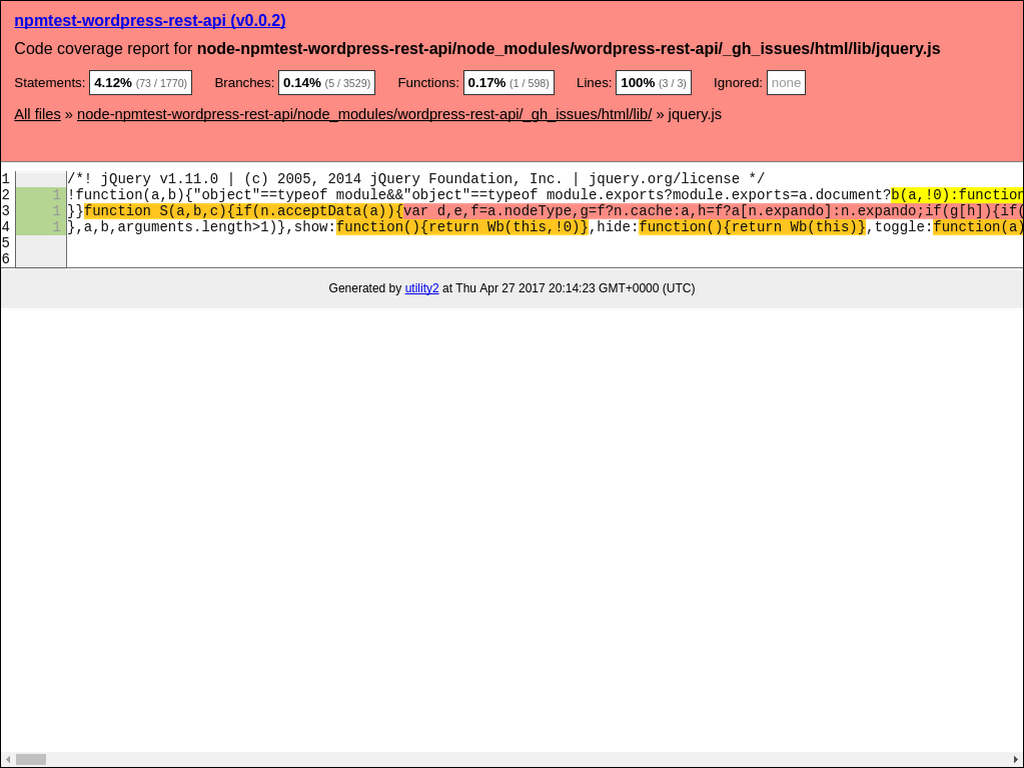 npmtest-wordpress-rest-api (v0.0.2)
Code coverage report for node-npmtest-wordpress-rest-api/node_modules/wordpress-rest-api/_gh_issues/html/lib/jquery.js
Statements: 4.12% (73 / 1770) Branches: 0.14% (5 / 3529) Functions: 0.17% (1 / 598) Lines: 100% (3 / 3) Ignored: none
All files » node-npmtest-wordpress-rest-api/node_modules/wordpress-rest-api/_gh_issues/html/lib/ » jquery.js
1 /*! jQuery v1.11.0 | (c) 2005, 2014 jQuery Foundation, Inc. | jquery.org/license */
2 1 !function(a,b){"object"==typeof module&&"object"==typeof module.exports?module.exports=a.document?b(a,!0):function
3 1 }}function S(a,b,c){if(n.acceptData(a)){var d,e,f=a.nodeType,g=f?n.cache:a,h=f?a[n.expando]:n.expando;if(g[h]){if(
4 1 },a,b,arguments.length>1)},show:function(){return Wb(this,!0)},hide:function(){return Wb(this)},toggle:function(a)
5
6
Generated by utility2 at Thu Apr 27 2017 20:14:23 GMT+0000 (UTC)